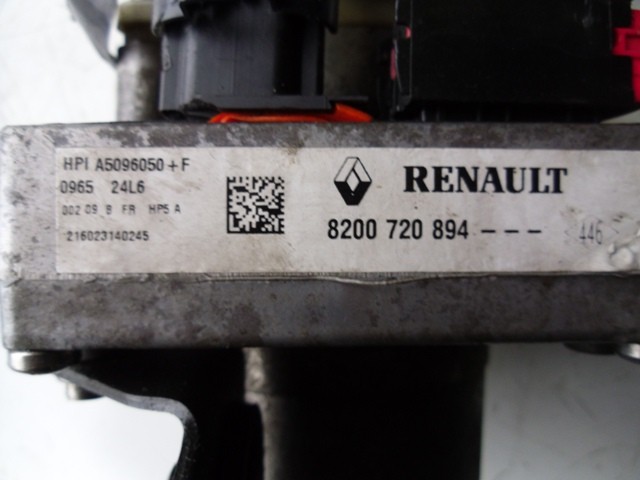 HPI A5096050+F
0965 24L6
002 09 B FR HP5 A
216023140245
RENAULT
8200 720 894 - - - 446